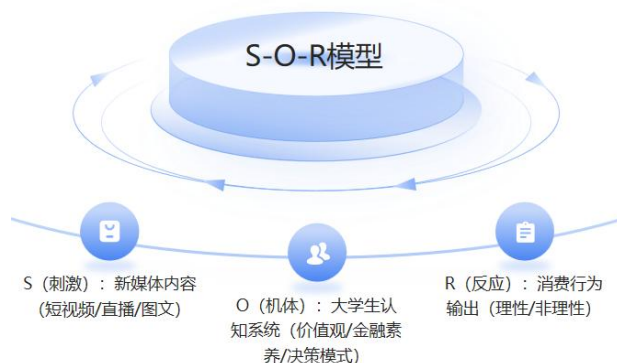 S-O-R模型
S（刺激）：新媒体内容
（短视频/直播/图文）
O（机体）：大学生认
知系统（价值观/金融素
养/决策模式）
R（反应）：消费行为
输出（理性/非理性）